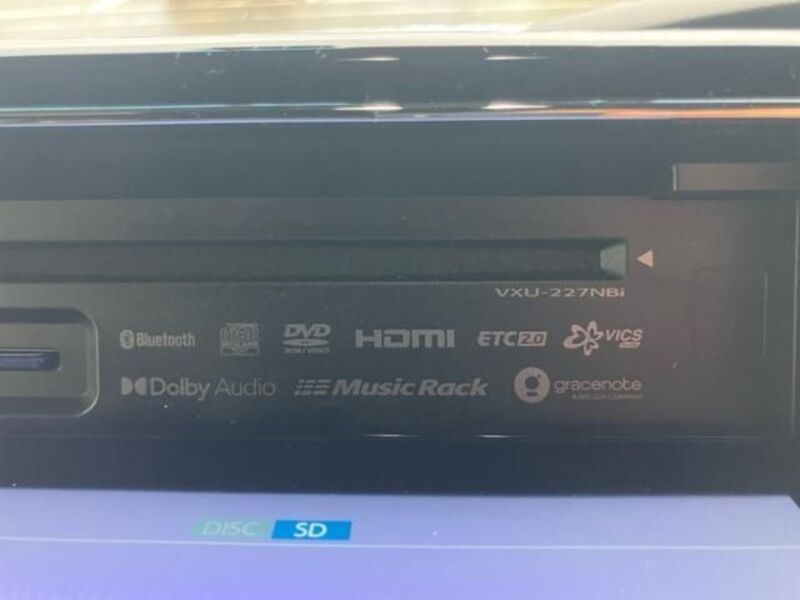 VXU-227NBi
Bluetooth DVD HDMI ETC2.0 VICS
Dolby Audio Music Rack gracenote
DISC SD